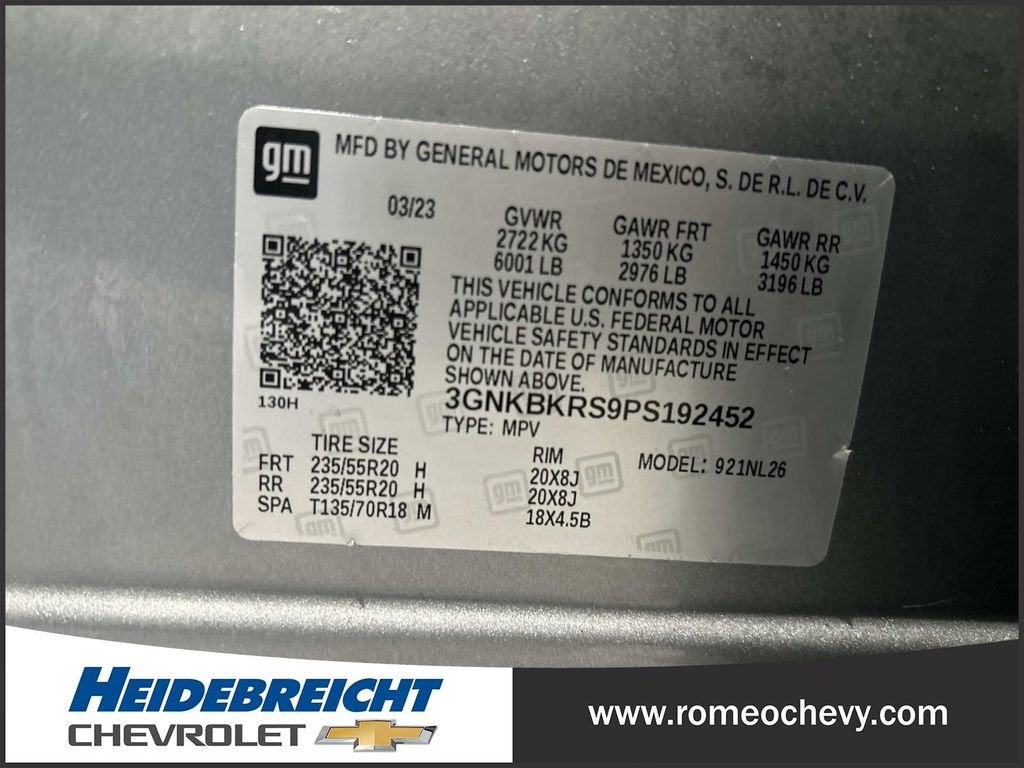 gm
MFD BY GENERAL MOTORS DE MEXICO, S. DE R.L. DE C.V.
03/23
GVWR GAWR FRT GAWR RR
2722 KG 1350 KG 1450 KG
6001 LB 2976 LB 3196 LB
THIS VEHICLE CONFORMS TO ALL
APPLICABLE U.S. FEDERAL MOTOR
VEHICLE SAFETY STANDARDS IN EFFECT
ON THE DATE OF MANUFACTURE
SHOWN ABOVE.
130H
3GNKBKRS9PS192452
TYPE: MPV
TIRE SIZE RIM MODEL: 921NL26
FRT 235/55R20 H 20X8J
RR 235/55R20 H 20X8J
SPA T135/70R18 M 18X4.5B
HEIDEBREICHT
CHEVROLET
www.romeochevy.com